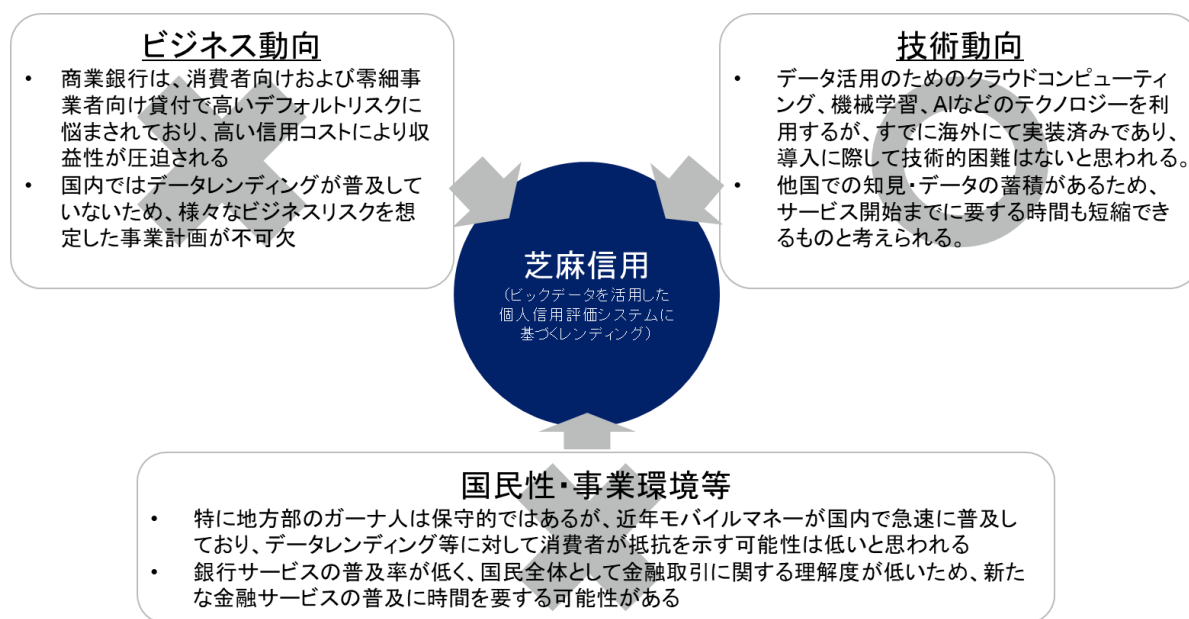 ビジネス動向
• 商業銀行は、消費者向けおよび零細事
業者向け貸付で高いデフォルトリスクに
悩まされており、高い信用コストにより収
益性が圧迫される
• 国内ではデータレンディングが普及して
いないため、様々なビジネスリスクを想
定した事業計画が不可欠
技術動向
• データ活用のためのクラウドコンピューティ
ング、機械学習、AIなどのテクノロジーを利
用するが、すでに海外にて実装済みであり、
導入に際して技術的困難はないと思われる。
• 他国での知見・データの蓄積があるため、
サービス開始までに要する時間も短縮でき
るものと考えられる。
芝麻信用
（ビックデータを活用した
個人信用評価システムに
基づくレンディング）
国民性・事業環境等
• 特に地方部のガーナ人は保守的ではあるが、近年モバイルマネーが国内で急速に普及し
ており、データレンディング等に対して消費者が抵抗を示す可能性は低いと思われる
• 銀行サービスの普及率が低く、国民全体として金融取引に関する理解度が低いため、新た
な金融サービスの普及に時間を要する可能性がある